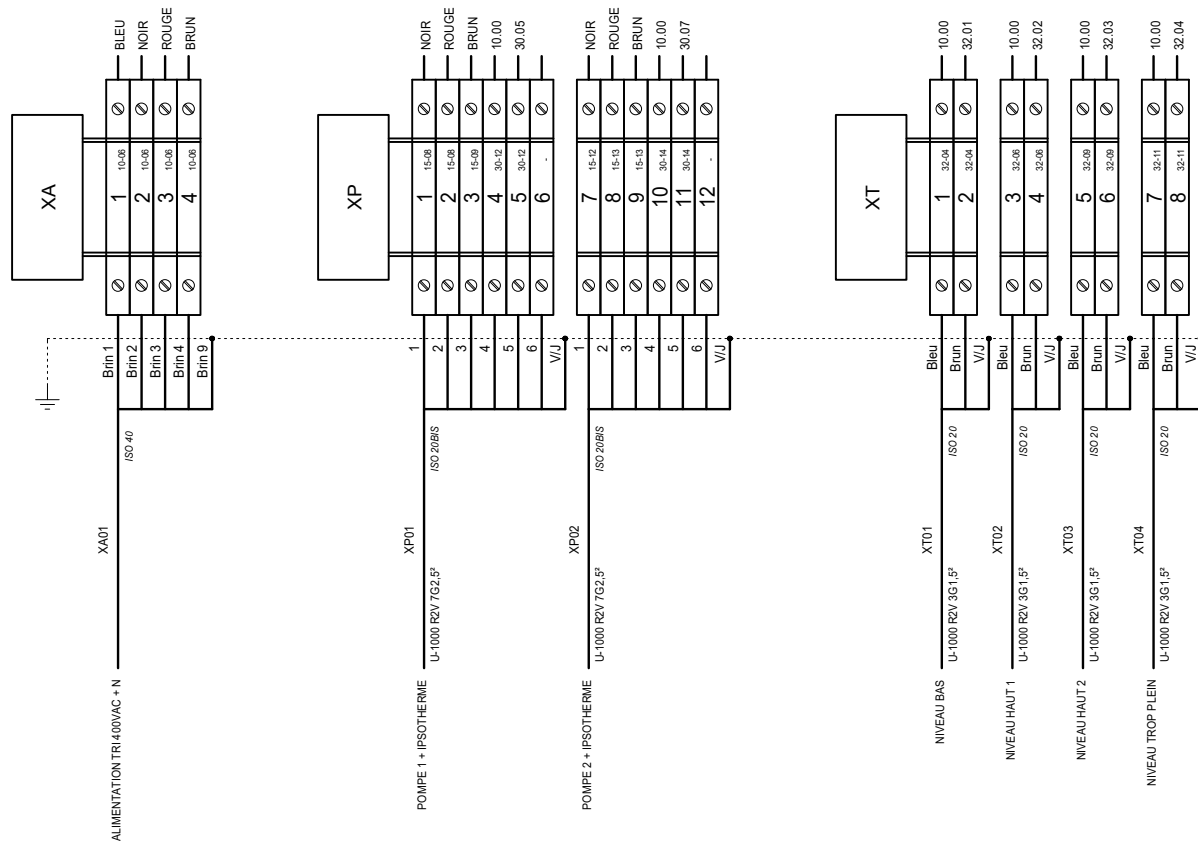 XA
BLEU
NOIR
ROUGE
BRUN
10-06
10-06
10-06
10-06
1
2
3
4
Brin 1
Brin 2
Brin 3
Brin 4
Brin 9
ISO 40
XA01
ALIMENTATION TRI 400VAC + N
XP
NOIR
ROUGE
BRUN
10.00
30.05
15-08
15-08
15-09
30-12
30-12
-
1
2
3
4
5
6
1
2
3
4
5
6
V/J
ISO 20BIS
XP01
U-1000 R2V 7G2,5²
POMPE 1 + IPSOTHERME
NOIR
ROUGE
BRUN
10.00
30.07
15-12
15-13
15-13
30-14
30-14
-
7
8
9
10
11
12
1
2
3
4
5
6
V/J
ISO 20BIS
XP02
U-1000 R2V 7G2,5²
POMPE 2 + IPSOTHERME
XT
10.00
32.01
32-04
32-04
1
2
Bleu
Brun
V/J
ISO 20
XT01
U-1000 R2V 3G1,5²
NIVEAU BAS
10.00
32.02
32-06
32-06
3
4
Bleu
Brun
V/J
ISO 20
XT02
U-1000 R2V 3G1,5²
NIVEAU HAUT 1
10.00
32.03
32-09
32-09
5
6
Bleu
Brun
V/J
ISO 20
XT03
U-1000 R2V 3G1,5²
NIVEAU HAUT 2
10.00
32.04
32-11
32-11
7
8
Bleu
Brun
V/J
ISO 20
XT04
U-1000 R2V 3G1,5²
NIVEAU TROP PLEIN